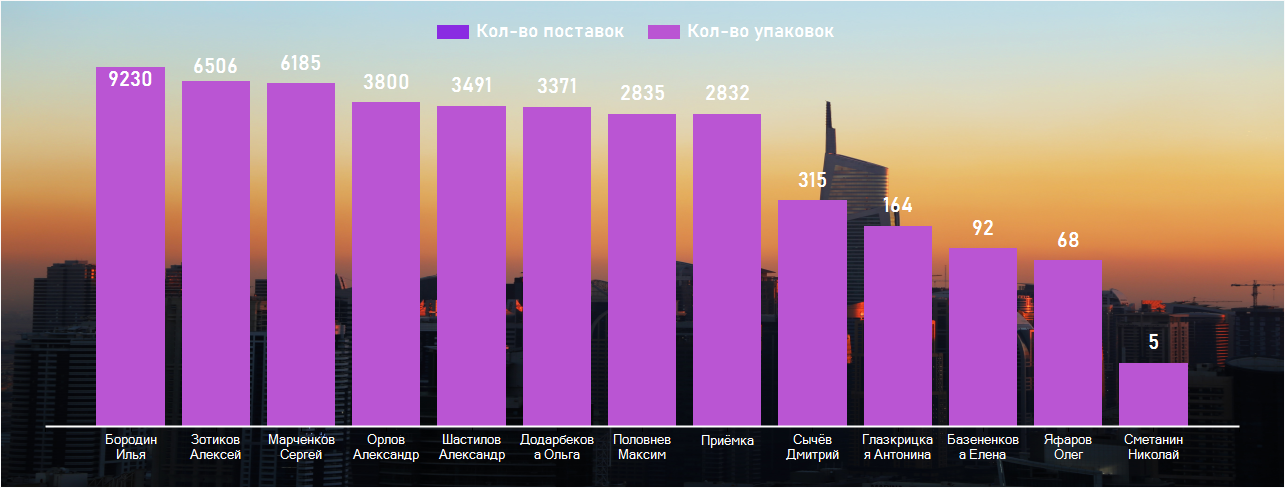 Кол-во поставок Кол-во упаковок
9230 6506 6185 3800 3491 3371 2835 2832 315 164 92 68 5
Бородин Зотиков Марченков Орлов Шастилов Додарбеков Половнев Приёмка Сычёв Глазкрицка Базененков Яфаров Сметанин
Илья Алексей Сергей Александр Александр а Ольга Максим Дмитрий я Антонина а Елена Олег Николай